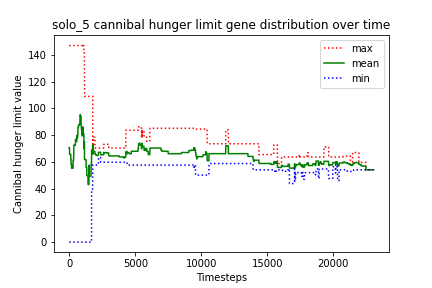 solo_5 cannibal hunger limit gene distribution over time
max
mean
min
Cannibal hunger limit value
140
120
100
80
60
40
20
0
0 5000 10000 15000 20000
Timesteps